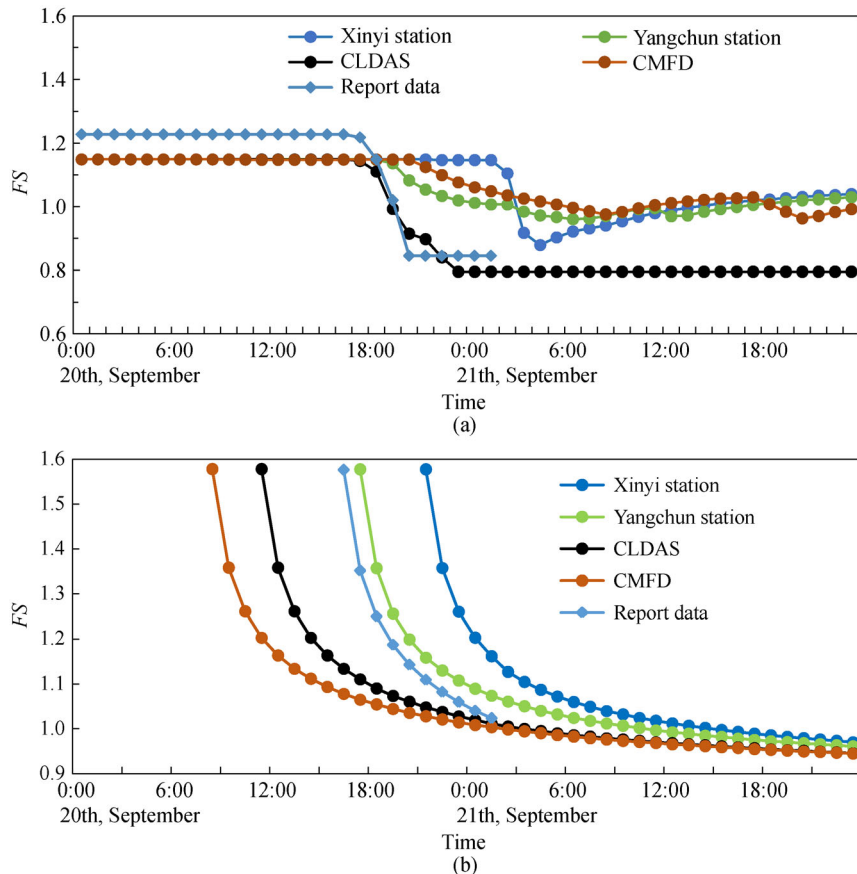 1.6
1.4
1.2
1.0
0.8
0.6
FS
Xinyi station
Yangchun station
CLDAS
CMFD
Report data
0:00 6:00 12:00 18:00 0:00 6:00 12:00 18:00
20th, September 21th, September
Time
(a)
1.6
1.5
1.4
1.3
1.2
1.1
1.0
0.9
FS
Xinyi station
Yangchun station
CLDAS
CMFD
Report data
0:00 6:00 12:00 18:00 0:00 6:00 12:00 18:00
20th, September 21th, September
Time
(b)